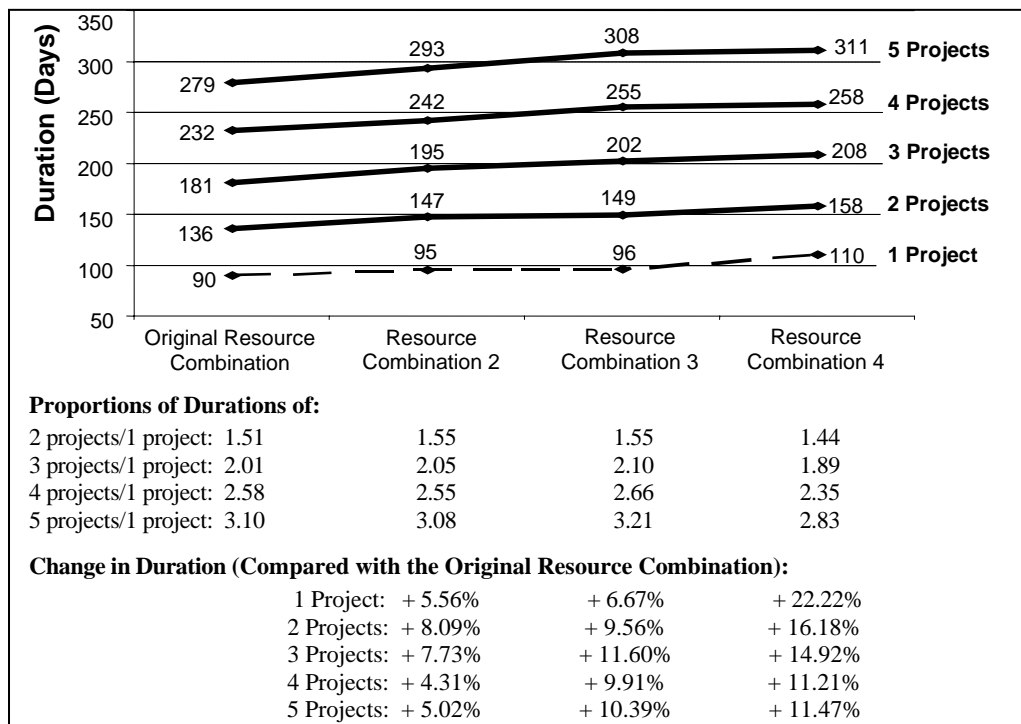 Duration (Days)
350
300
250
200
150
100
50
279 293 308 311 5 Projects
232 242 255 258 4 Projects
181 195 202 208 3 Projects
136 147 149 158 2 Projects
90 95 96 110 1 Project
Original Resource Combination
Resource Combination 2
Resource Combination 3
Resource Combination 4
Proportions of Durations of:
2 projects/1 project: 1.51 1.55 1.55 1.44
3 projects/1 project: 2.01 2.05 2.10 1.89
4 projects/1 project: 2.58 2.55 2.66 2.35
5 projects/1 project: 3.10 3.08 3.21 2.83
Change in Duration (Compared with the Original Resource Combination):
1 Project: + 5.56% + 6.67% + 22.22%
2 Projects: + 8.09% + 9.56% + 16.18%
3 Projects: + 7.73% + 11.60% + 14.92%
4 Projects: + 4.31% + 9.91% + 11.21%
5 Projects: + 5.02% + 10.39% + 11.47%